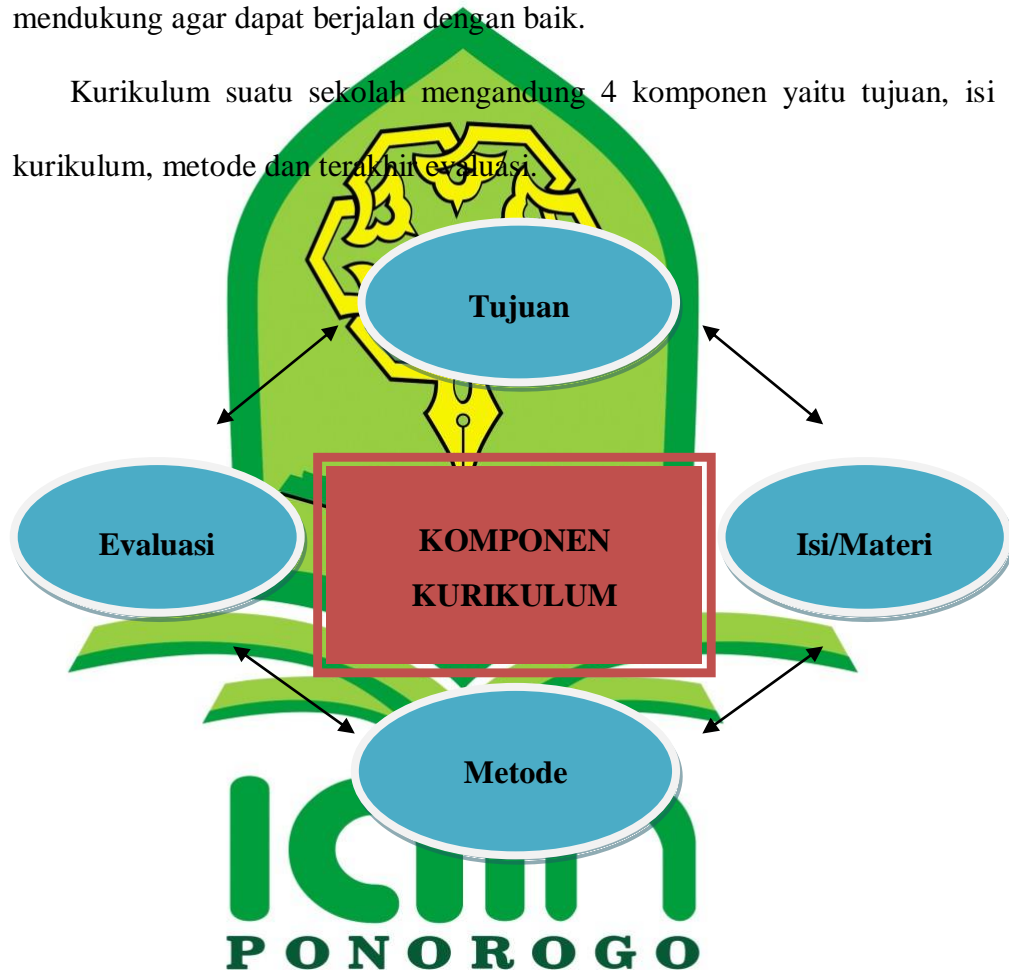 mendukung agar dapat berjalan dengan baik.
Kurikulum suatu sekolah mengandung 4 komponen yaitu tujuan, isi
kurikulum, metode dan terakhir evaluasi.
Tujuan
Evaluasi
KOMPONEN
KURIKULUM
Isi/Materi
Metode
IAIN
PONOROGO